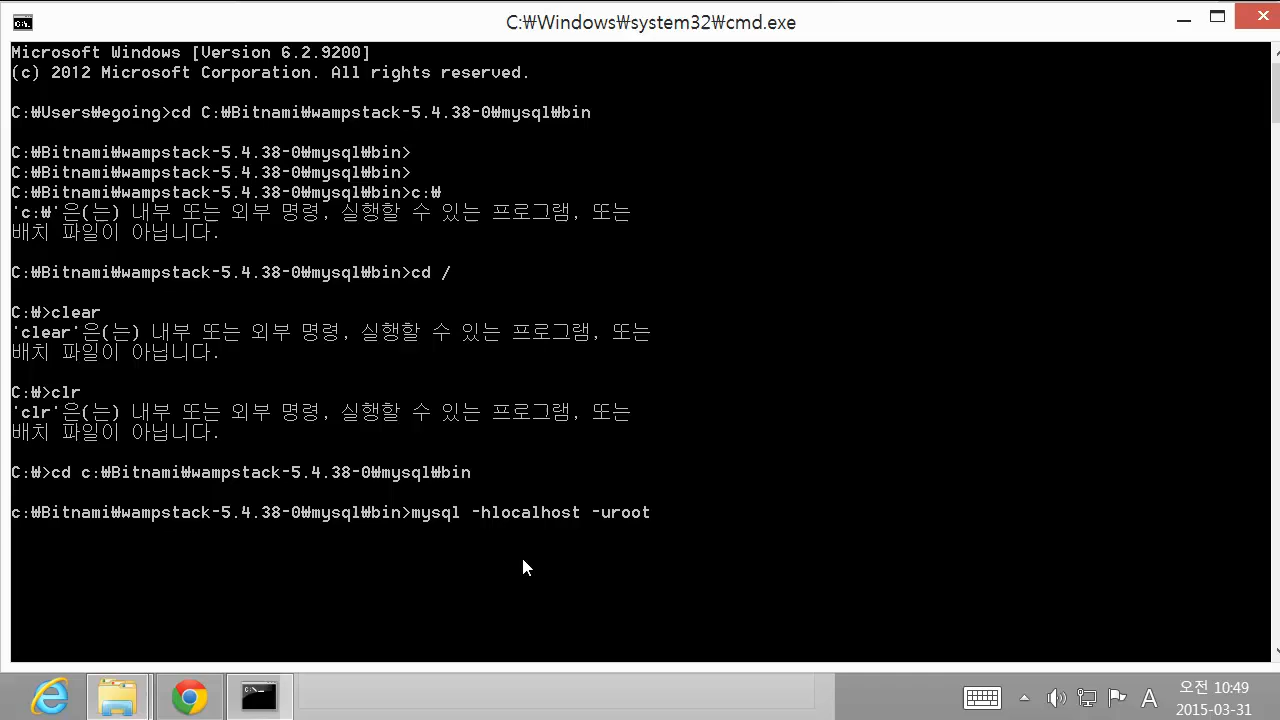 C:₩Windows₩system32₩cmd.exe
Microsoft Windows [Version 6.2.9200]
(c) 2012 Microsoft Corporation. All rights reserved.
C:₩Users₩egoing>cd C:₩Bitnami₩wampstack-5.4.38-0₩mysql₩bin
C:₩Bitnami₩wampstack-5.4.38-0₩mysql₩bin>
C:₩Bitnami₩wampstack-5.4.38-0₩mysql₩bin>
C:₩Bitnami₩wampstack-5.4.38-0₩mysql₩bin>c:₩
'c:₩'은(는) 내부 또는 외부 명령, 실행할 수 있는 프로그램, 또는
배치 파일이 아닙니다.
C:₩Bitnami₩wampstack-5.4.38-0₩mysql₩bin>cd /
C:₩>clear
'clear'은(는) 내부 또는 외부 명령, 실행할 수 있는 프로그램, 또는
배치 파일이 아닙니다.
C:₩>clr
'clr'은(는) 내부 또는 외부 명령, 실행할 수 있는 프로그램, 또는
배치 파일이 아닙니다.
C:₩>cd c:₩Bitnami₩wampstack-5.4.38-0₩mysql₩bin
c:₩Bitnami₩wampstack-5.4.38-0₩mysql₩bin>mysql -hlocalhost -uroot
A
오전 10:49
2015-03-31